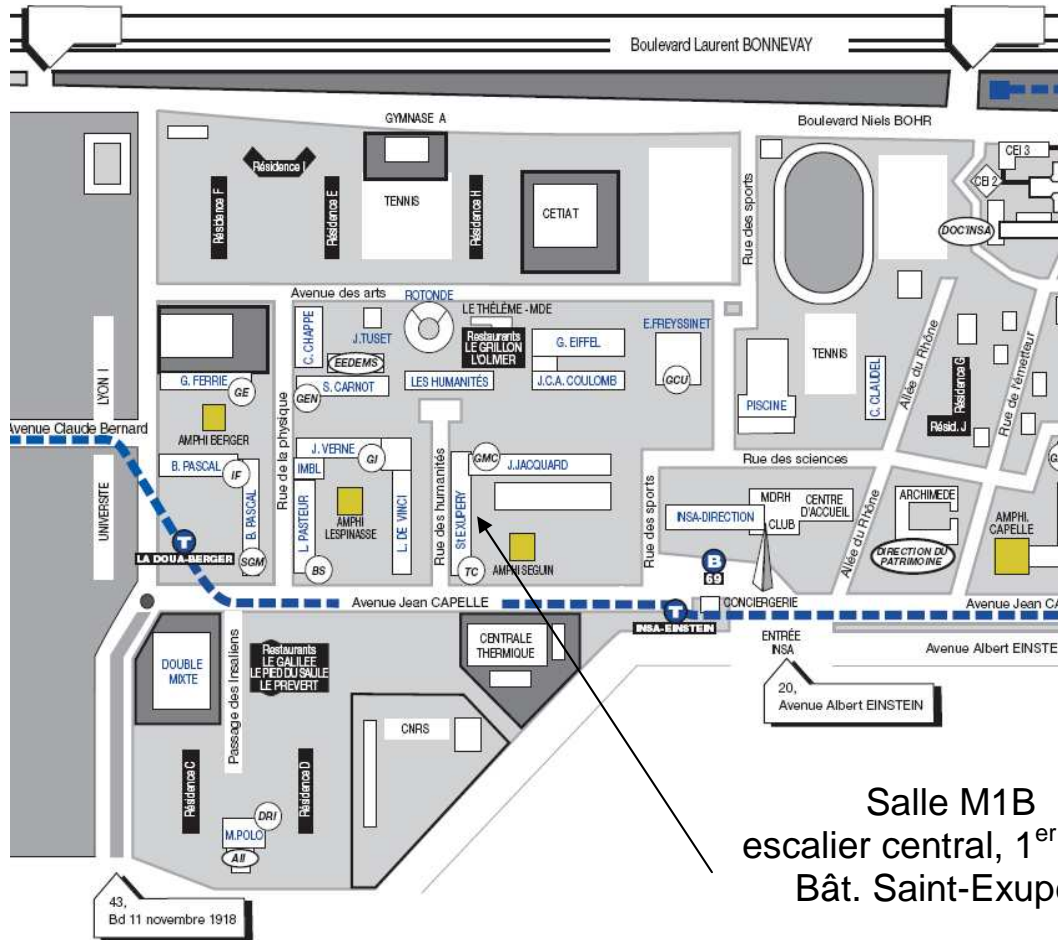 Boulevard Laurent BONNEVAY
GYMNASE A
Boulevard Niels BOHR
CEI 3
CEI 2
DOC'INSA
Résidence I
Résidence F
Résidence E
TENNIS
Résidence H
CETIAT
Rue des sports
Avenue des arts
ROTONDE
LE THÉLÈME - MDE
Restaurants
LE GRILLON
L'OLIVIER
C. CHAPPE
J.TUSET
EEDEMS
G. EIFFEL
E.FREYSSINET
TENNIS
Allée du Rhône
Résidence G
Résid. J
Rue de l'émetteur
LYON I
G. FERRIE
GE
GEN
S. CARNOT
LES HUMANITÉS
J.C.A. COULOMB
GCU
PISCINE
C. CLAUDEL
Avenue Claude Bernard
AMPHI BERGER
Rue de la physique
B. PASCAL
IF
B. PASCAL
SGM
J. VERNE
GI
IMBL
L. PASTEUR
BS
AMPHI
LESPINASSE
L. DE VINCI
Rue des humanités
GMC
J.JACQUARD
St EXUPERY
TC
AMPHI SEGUIN
Rue des sports
Rue des sciences
INSA-DIRECTION
MDRH
CLUB
CENTRE
D'ACCUEIL
Allée du Rhône
ARCHIMEDE
DIRECTION DU
PATRIMOINE
AMPHI.
CAPELLE
UNIVERSITE
T
LA DOUA-BERGER
B
69
Avenue Jean CAPELLE
T
INSA-EINSTEIN
CONCIERGERIE
Avenue Jean CA
ENTRÉE
INSA
Avenue Albert EINSTE
20,
Avenue Albert EINSTEIN
DOUBLE
MIXTE
Passage des Insaliens
Restaurants
LE GALILEE
LE PIED DU SAULE
LE PREVERT
CENTRALE
THERMIQUE
CNRS
Résidence C
Résidence D
DRI
M.POLO
AII
43,
Bd 11 novembre 1918
Salle M1B
escalier central, 1er
Bât. Saint-Exupé